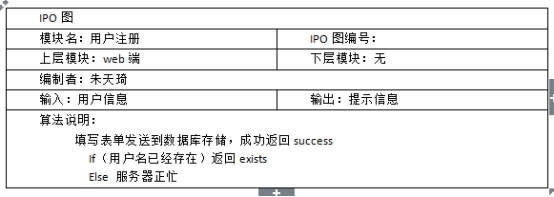 IPO 图
模块名：用户注册 IPO 图编号：
上层模块：web 端 下层模块：无
编制者：朱天琦
输入：用户信息 输出：提示信息
算法说明：
填写表单发送到数据库存储，成功返回 success
If（用户名已经存在）返回 exists
Else 服务器正忙